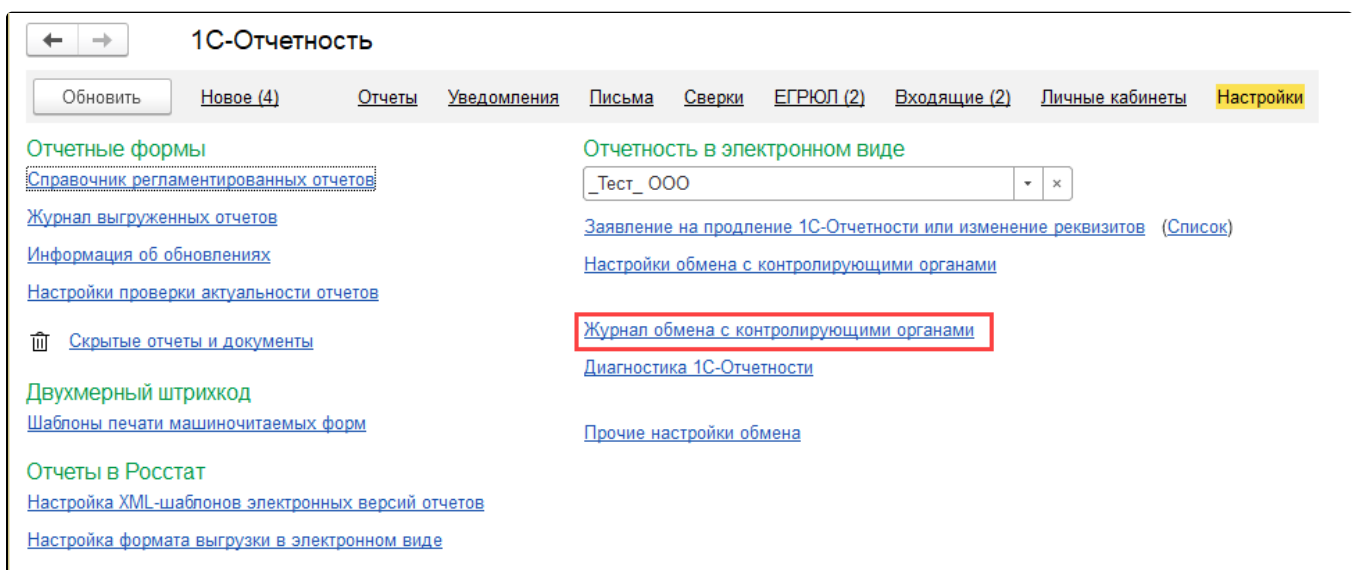 1С-Отчетность
Обновить Новое (4) Отчеты Уведомления Письма Сверки ЕГРЮЛ (2) Входящие (2) Личные кабинеты Настройки
Отчетные формы
Справочник регламентированных отчетов
Журнал выгруженных отчетов
Информация об обновлениях
Настройки проверки актуальности отчетов
Скрытые отчеты и документы
Двухмерный штрихкод
Шаблоны печати машиночитаемых форм
Отчеты в Росстат
Настройка XML-шаблонов электронных версий отчетов
Настройка формата выгрузки в электронном виде
Отчетность в электронном виде
_Тест_ ООО
Заявление на продление 1С-Отчетности или изменение реквизитов (Список)
Настройки обмена с контролирующими органами
Журнал обмена с контролирующими органами
Диагностика 1С-Отчетности
Прочие настройки обмена